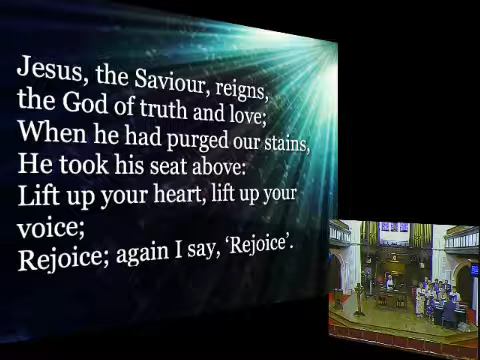 Jesus, the Saviour, reigns,
the God of truth and love;
When he had purged our stains,
He took his seat above:
Lift up your heart, lift up your
voice;
Rejoice; again I say, ‘Rejoice’.